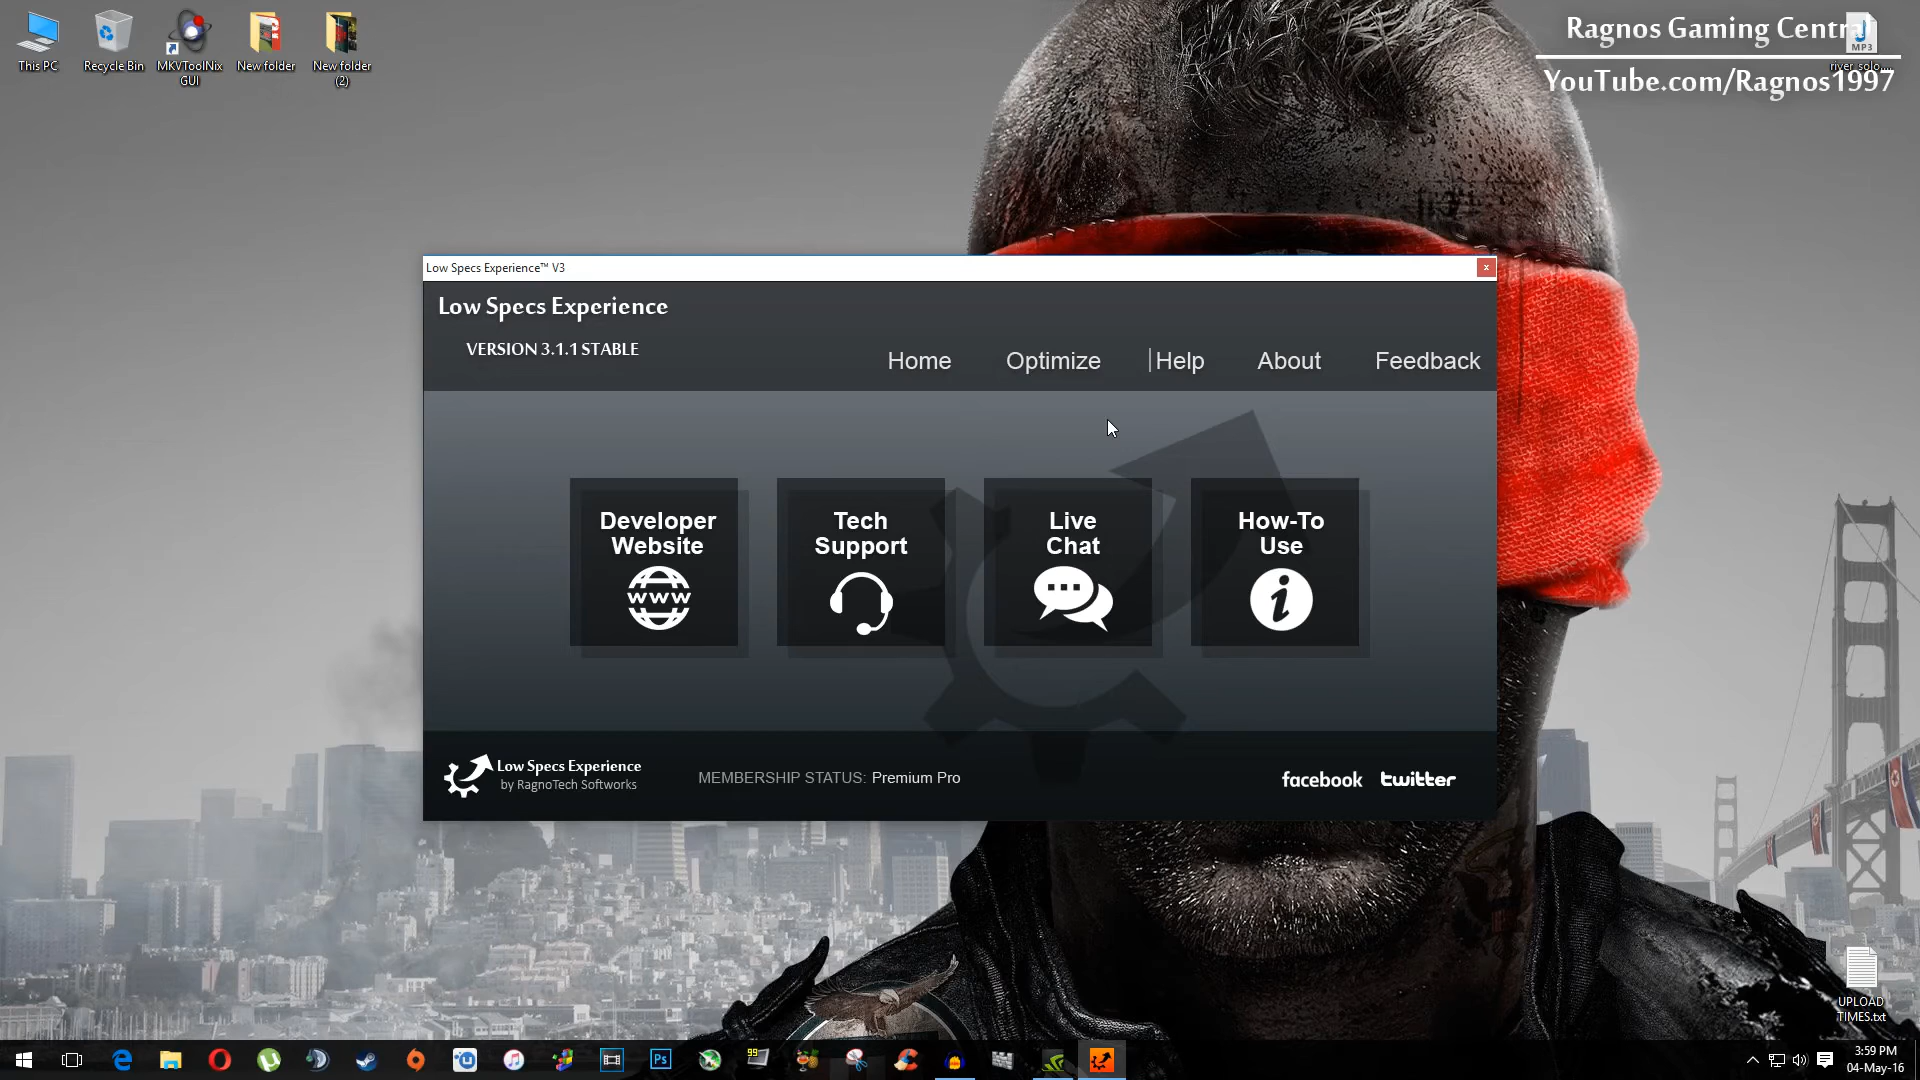 This PC
Recycle Bin
MKVToolNix
GUI
New folder
New folder
(2)
Ragnos Gaming Central
MP3
river_solo....
YouTube.com/Ragnos1997
Low Specs Experience™ V3
x
Low Specs Experience
VERSION 3.1.1 STABLE
Home
Optimize
Help
About
Feedback
Developer
Website
www
Tech
Support
Live
Chat
How-To
Use
i
Low Specs Experience
by RagnoTech Softworks
MEMBERSHIP STATUS: Premium Pro
facebook
twitter
UPLOAD
TIMES.txt
Ps
99
3:59 PM
04-May-16